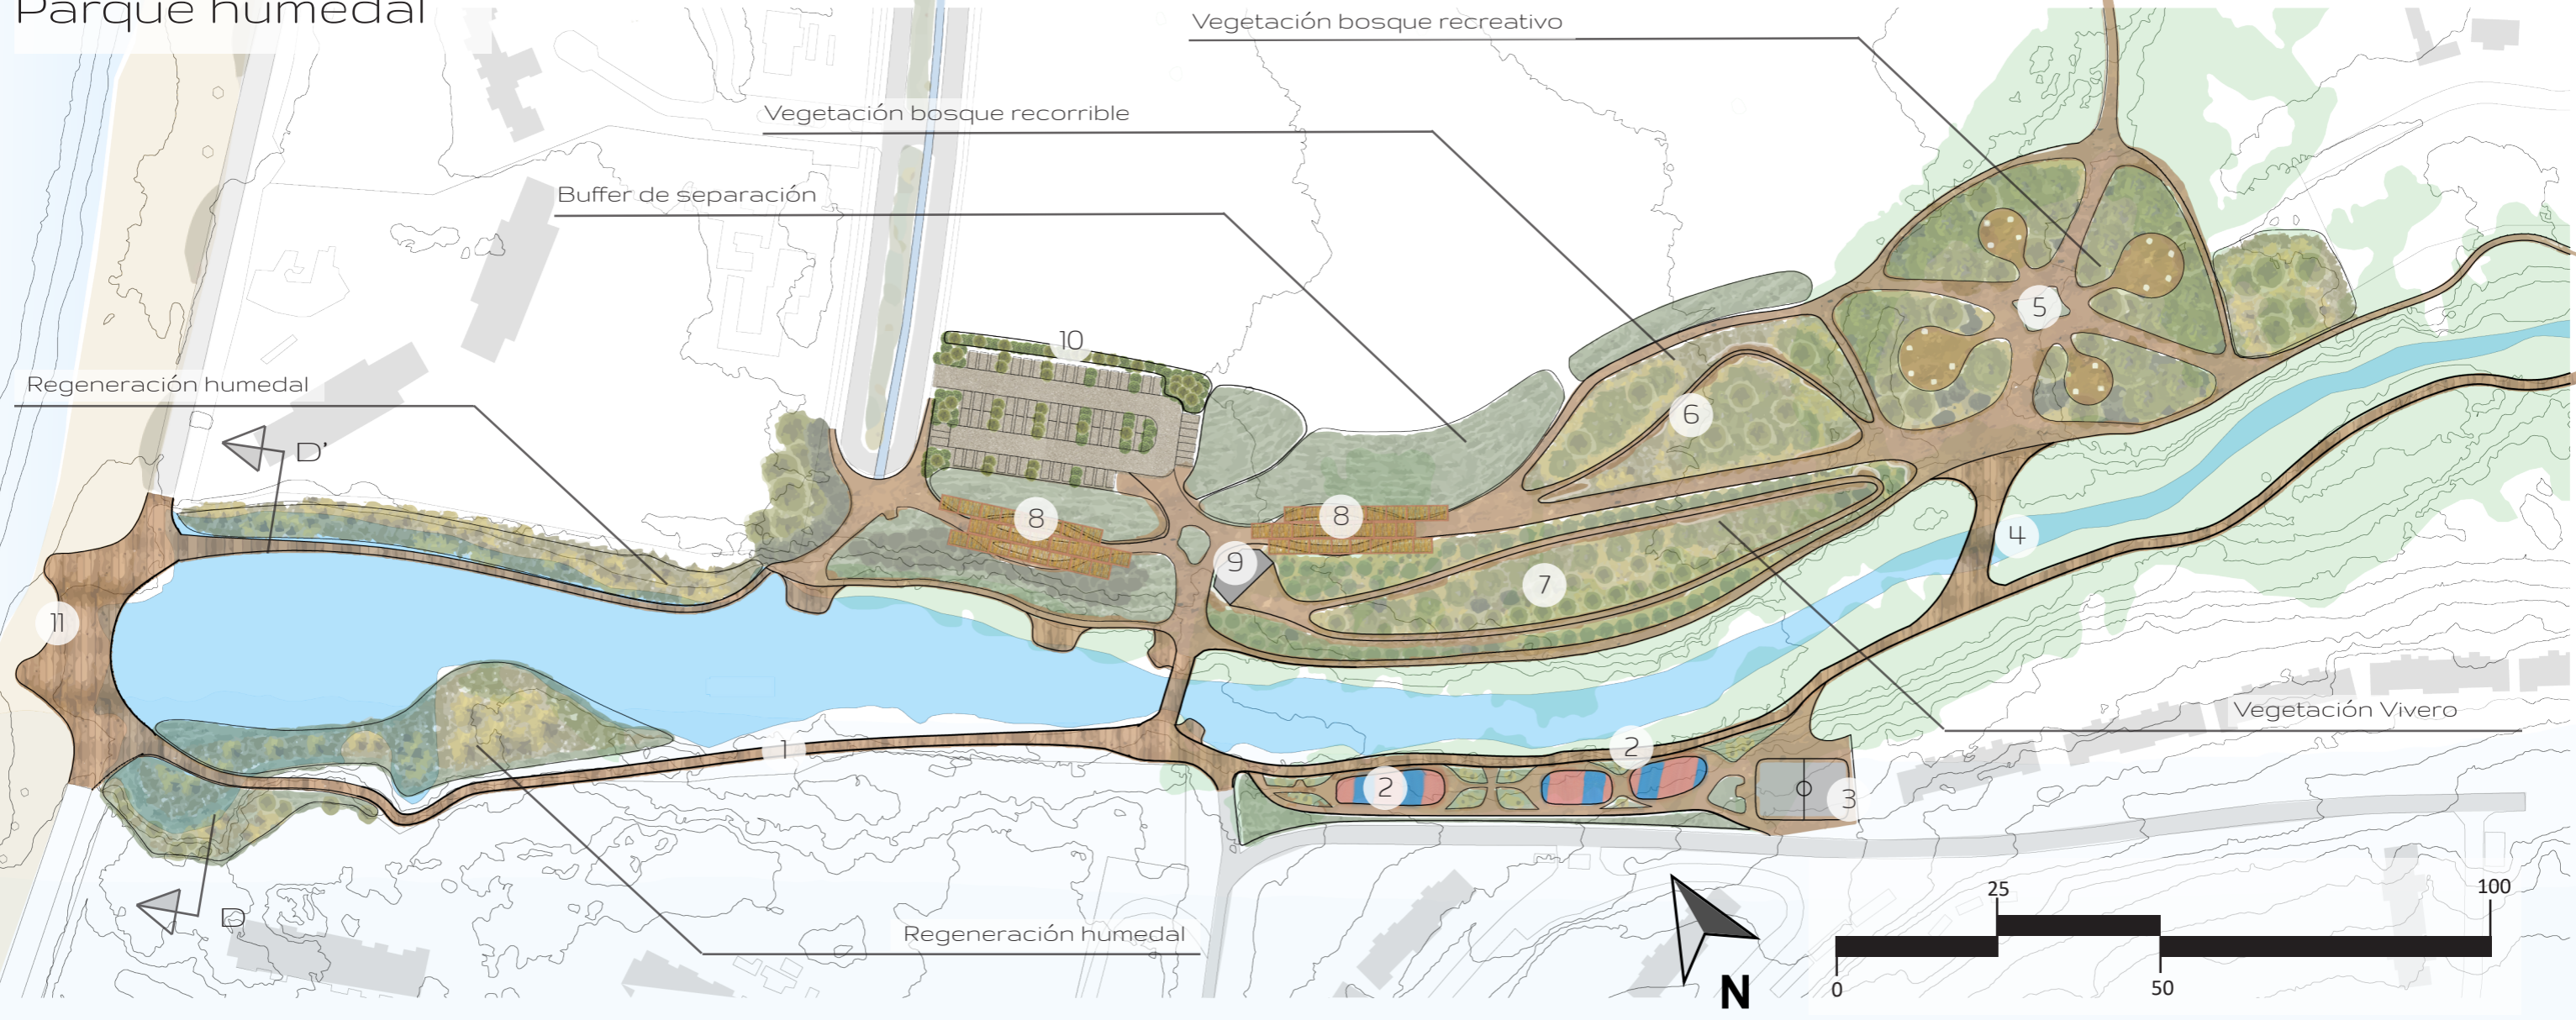 Parque humedal
Vegetación bosque recreativo
Vegetación bosque recorrible
Buffer de separación
Regeneración humedal
D'
10
5
6
8
8
9
4
7
11
1
2
2
3
Vegetación Vivero
D
Regeneración humedal
N
25
100
0
50